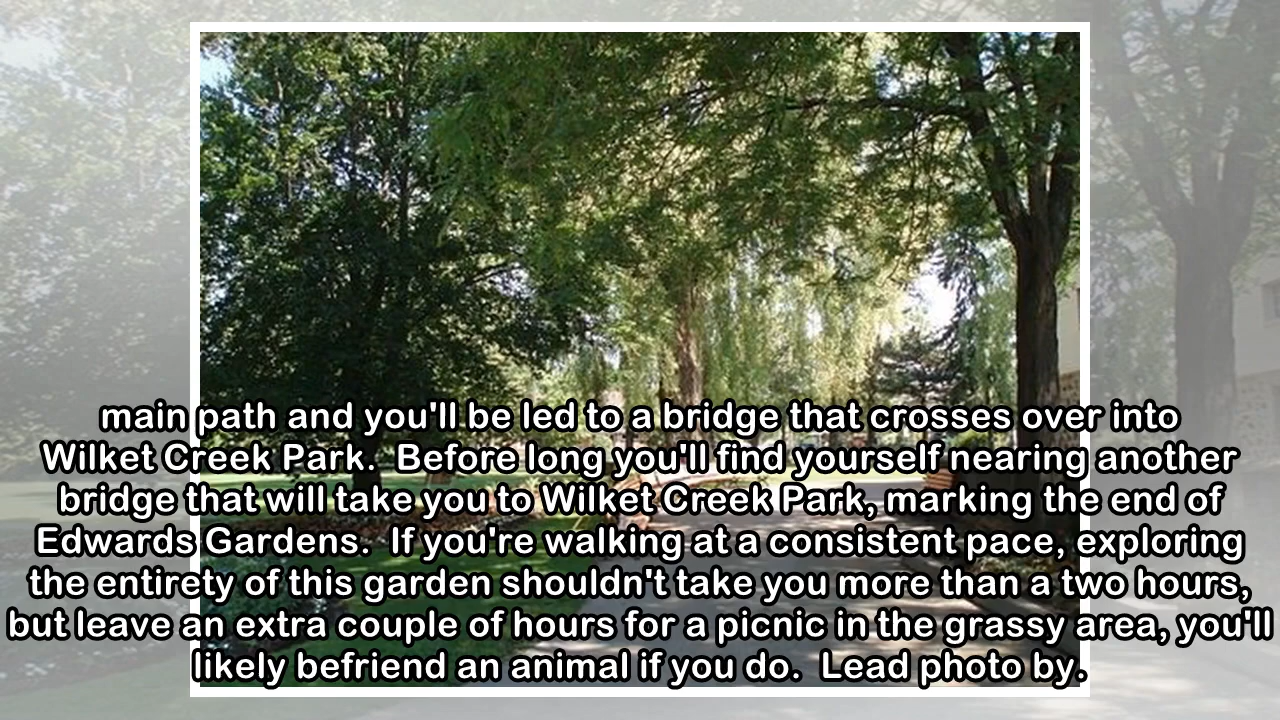 main path and you'll be led to a bridge that crosses over into
Wilket Creek Park.  Before long you'll find yourself nearing another
bridge that will take you to Wilket Creek Park, marking the end of
Edwards Gardens.  If you're walking at a consistent pace, exploring
the entirety of this garden shouldn't take you more than a two hours,
but leave an extra couple of hours for a picnic in the grassy area, you'll
likely befriend an animal if you do.  Lead photo by.